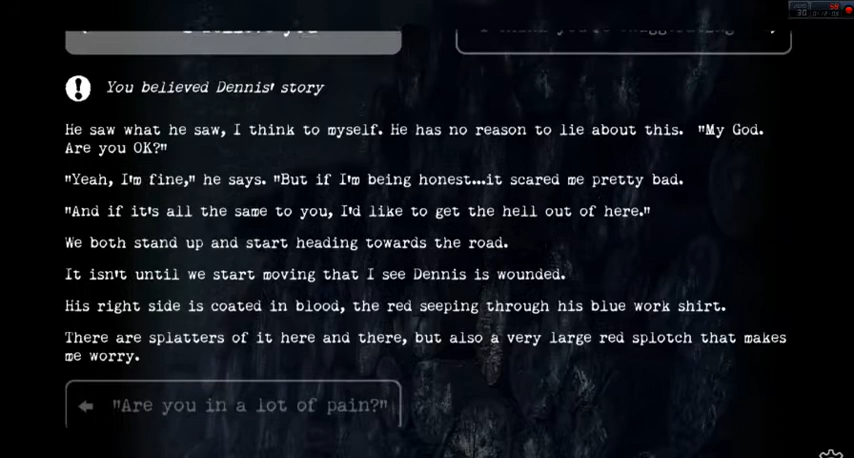 You believed Dennis' story
He saw what he saw, I think to myself. He has no reason to lie about this. "My God.
Are you OK?"
"Yeah, I'm fine," he says. "But if I'm being honest...it scared me pretty bad.
"And if it's all the same to you, I'd like to get the hell out of here."
We both stand up and start heading towards the road.
It isn't until we start moving that I see Dennis is wounded.
His right side is coated in blood, the red seeping through his blue work shirt.
There are splatters of it here and there, but also a very large red splotch that makes
me worry.
"Are you in a lot of pain?"